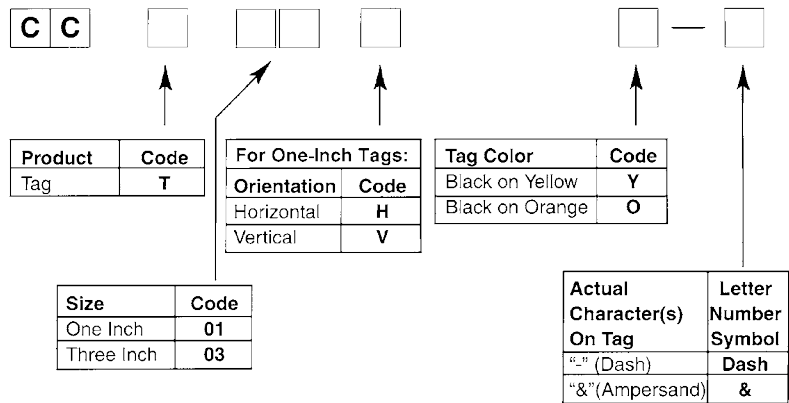 C C
—
Product Code
Tag T
For One-Inch Tags:
Orientation Code
Horizontal H
Vertical V
Tag Color Code
Black on Yellow Y
Black on Orange O
Size Code
One Inch 01
Three Inch 03
Actual Letter
Character(s) Number
On Tag Symbol
“-” (Dash) Dash
“&”(Ampersand) &